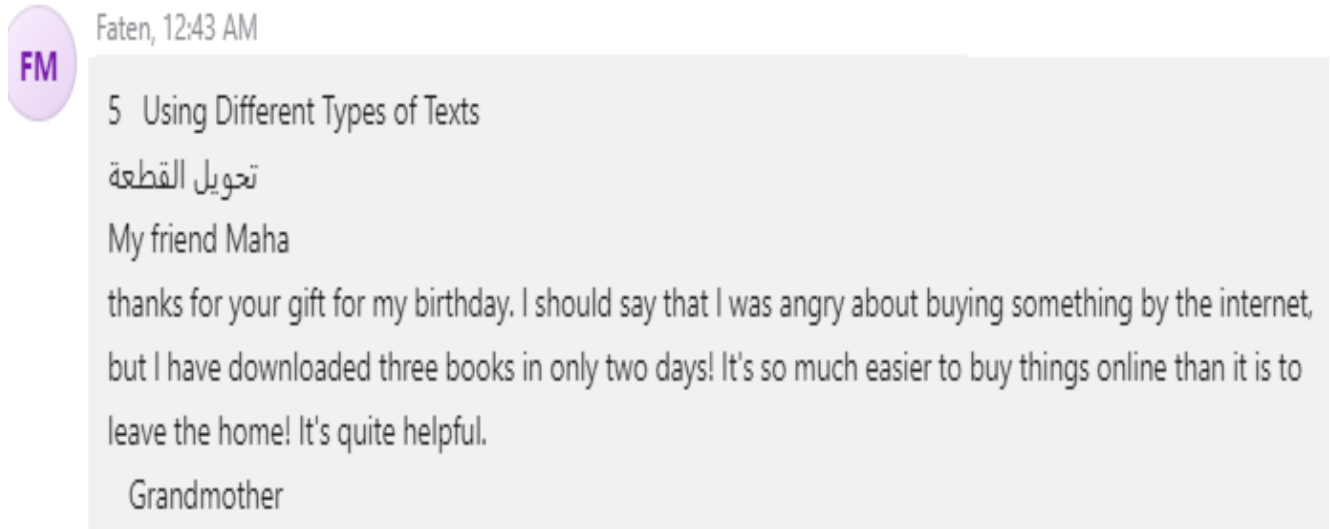 FM
Faten, 12:43 AM
5 Using Different Types of Texts
تحويل القطعة
My friend Maha
thanks for your gift for my birthday. I should say that I was angry about buying something by the internet,
but I have downloaded three books in only two days! It's so much easier to buy things online than it is to
leave the home! It's quite helpful.
Grandmother